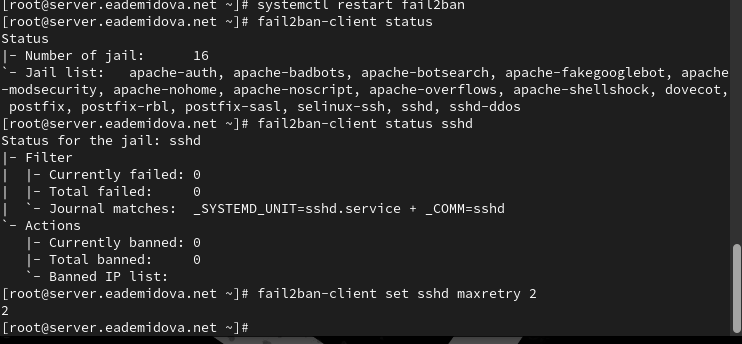 [root@server.eademidova.net ~]# systemctl restart fail2ban
[root@server.eademidova.net ~]# fail2ban-client status
Status
|- Number of jail:      16
`- Jail list:   apache-auth, apache-badbots, apache-botsearch, apache-fakegooglebot, apache
-modsecurity, apache-nohome, apache-noscript, apache-overflows, apache-shellshock, dovecot,
 postfix, postfix-rbl, postfix-sasl, selinux-ssh, sshd, sshd-ddos
[root@server.eademidova.net ~]# fail2ban-client status sshd
Status for the jail: sshd
|- Filter
|  |- Currently failed: 0
|  |- Total failed:     0
|  `- Journal matches:  _SYSTEMD_UNIT=sshd.service + _COMM=sshd
`- Actions
   |- Currently banned: 0
   |- Total banned:     0
   `- Banned IP list:
[root@server.eademidova.net ~]# fail2ban-client set sshd maxretry 2
2
[root@server.eademidova.net ~]#